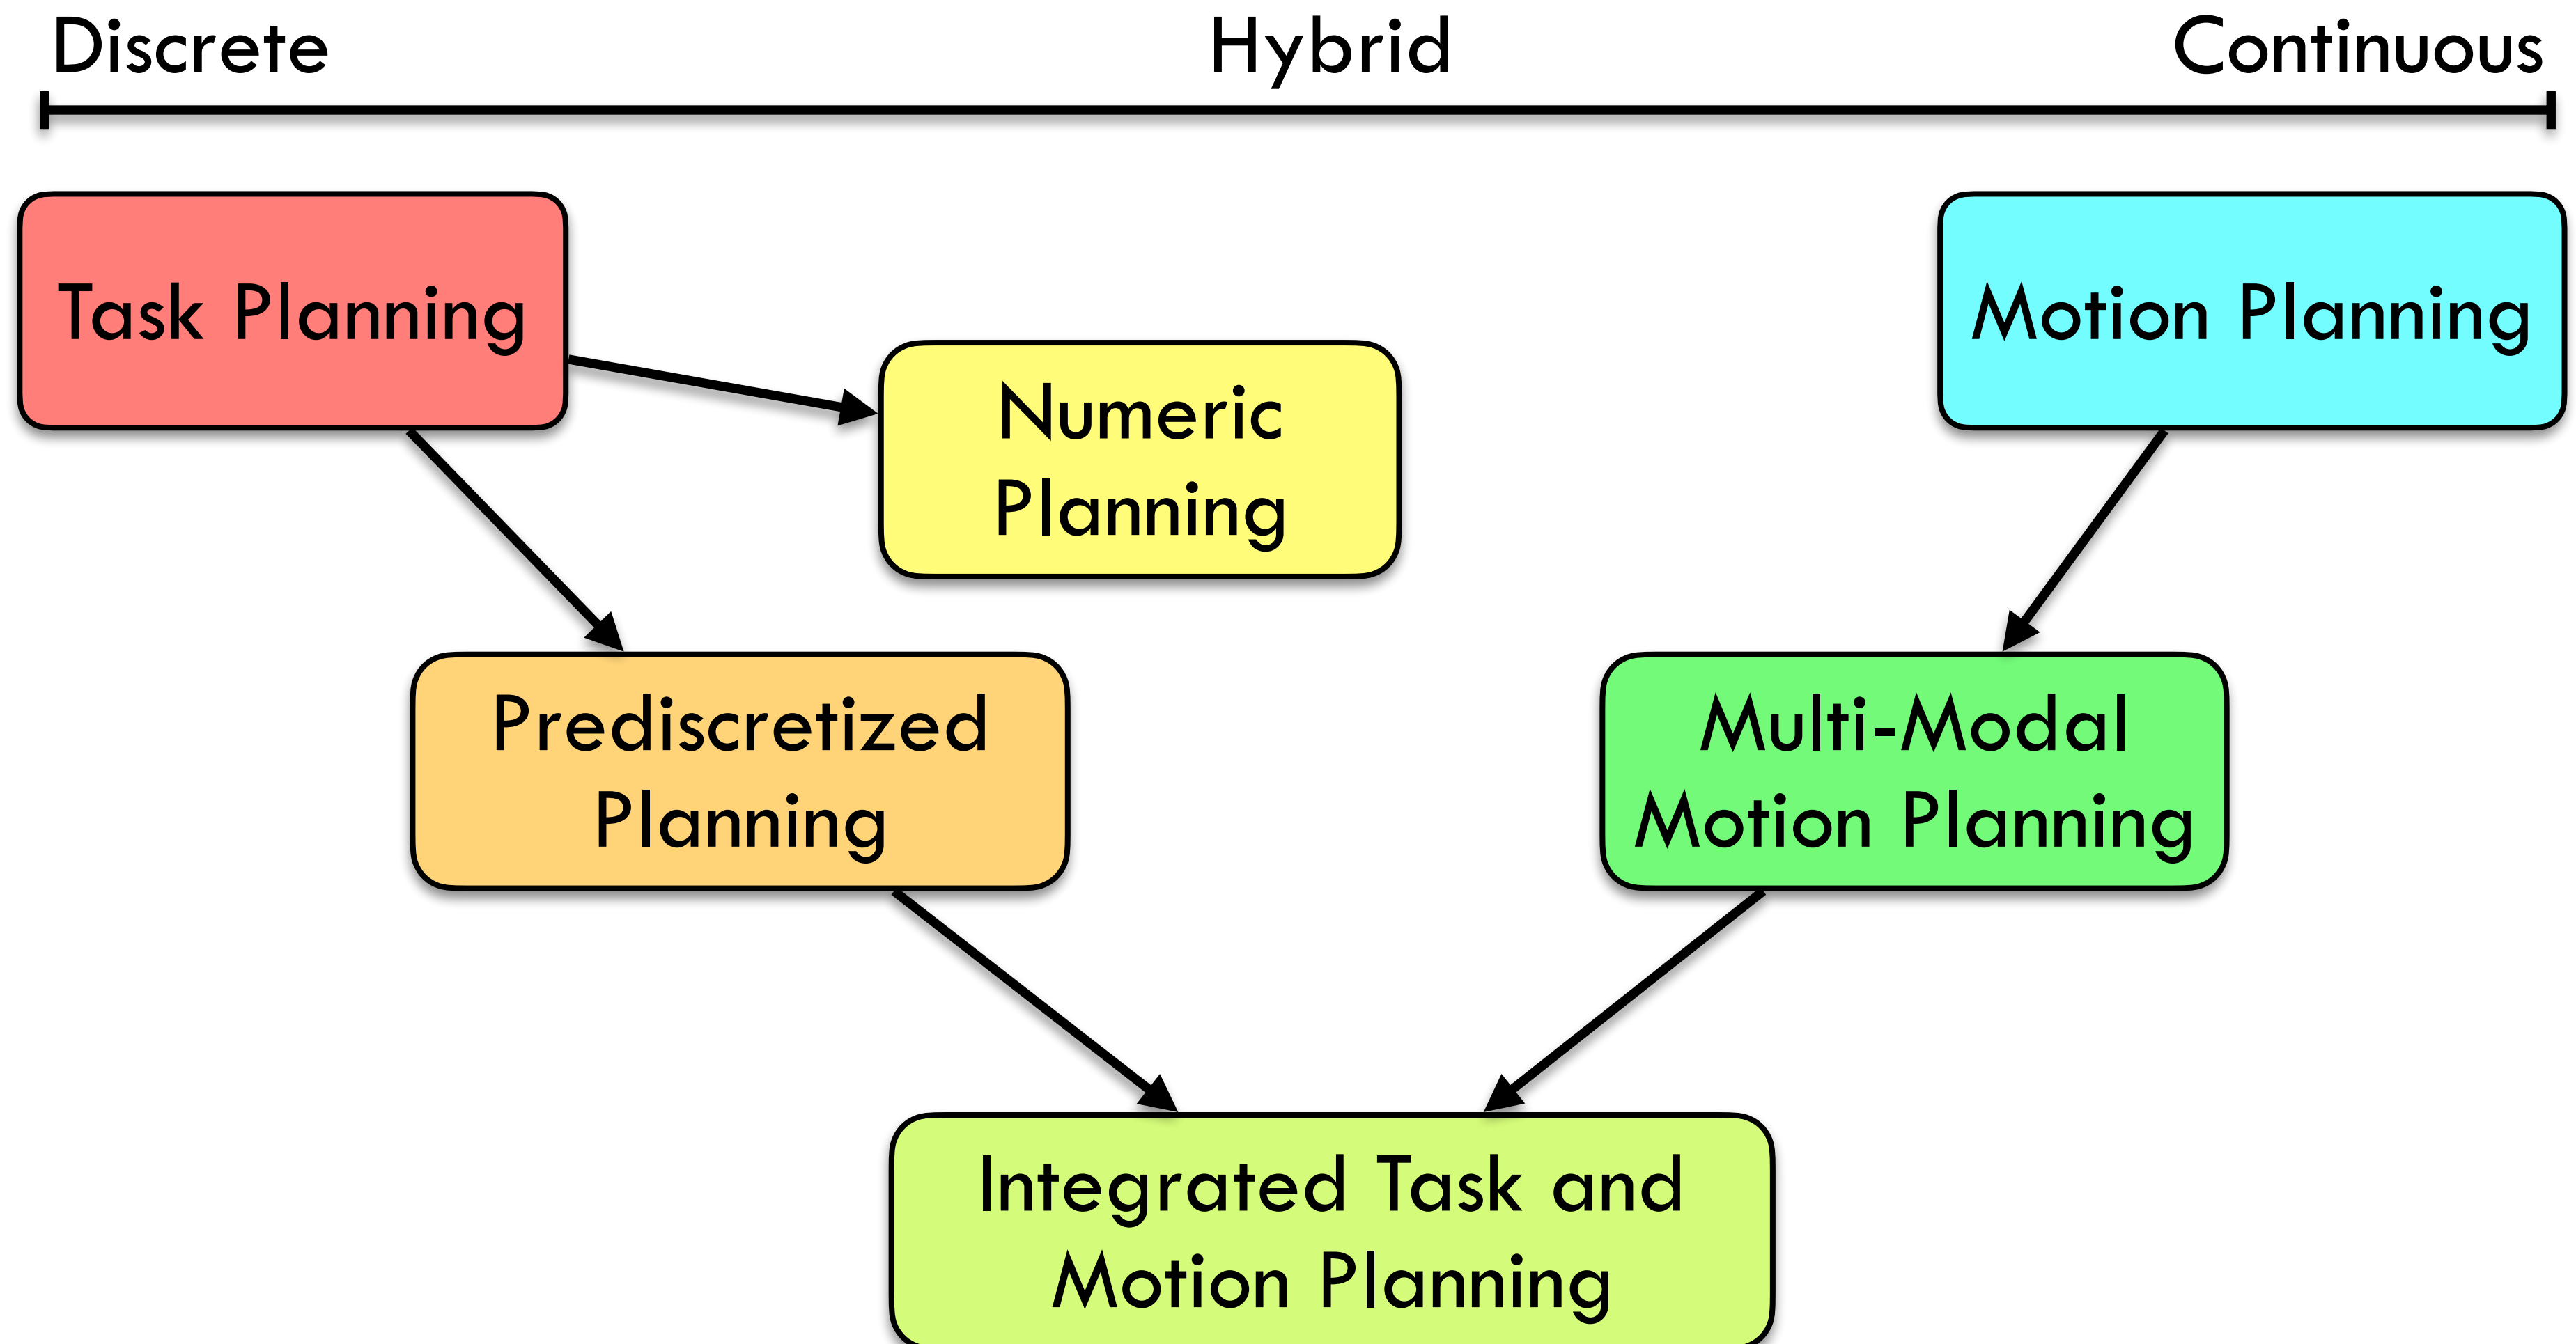 Discrete
Hybrid
Continuous
Task Planning
Motion Planning
Numeric
Planning
Prediscretized
Planning
Multi-Modal
Motion Planning
Integrated Task and
Motion Planning